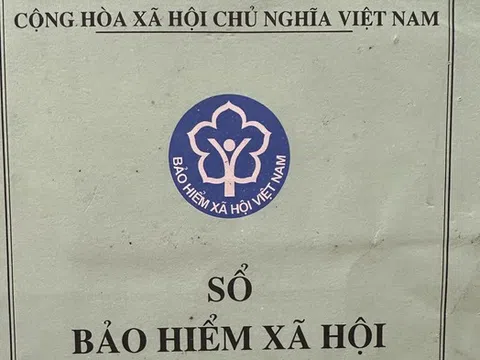 CỘNG HÒA XÃ HỘI CHỦ NGHĨA VIỆT NAM
BẢO HIỂM XÃ HỘI VIỆT NAM
SỔ
BẢO HIỂM XÃ HỘI